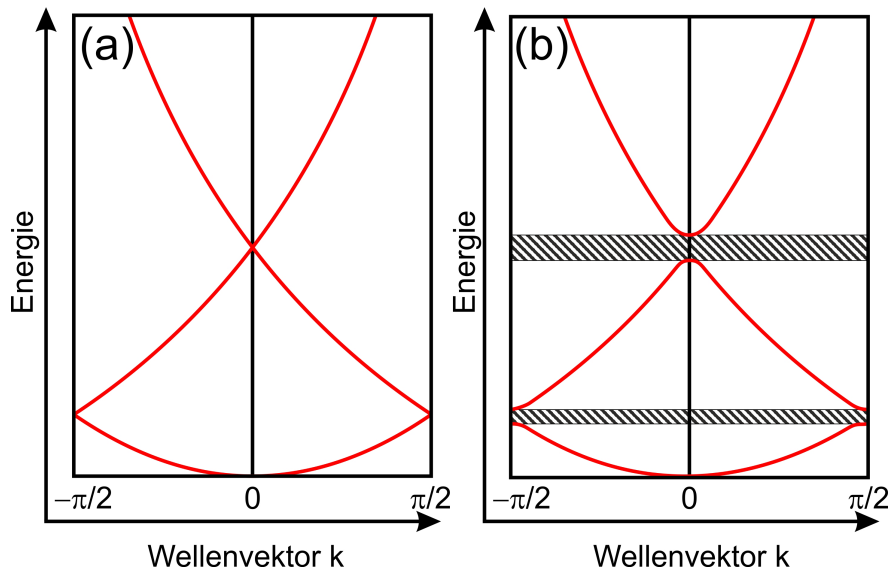 (a)
Energie
−π/2 0 π/2
Wellenvektor k
(b)
Energie
−π/2 0 π/2
Wellenvektor k